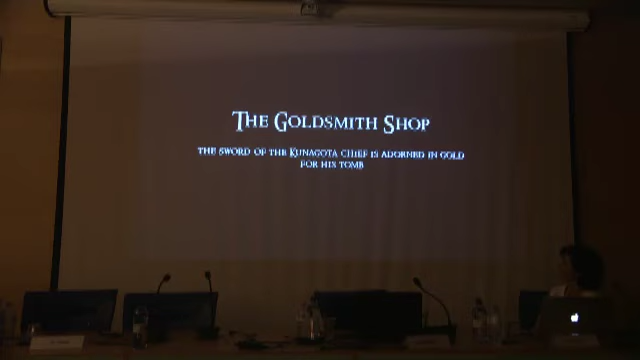 The Goldsmith Shop
the sword of the Kunagota chief is adorned in gold
for his tomb